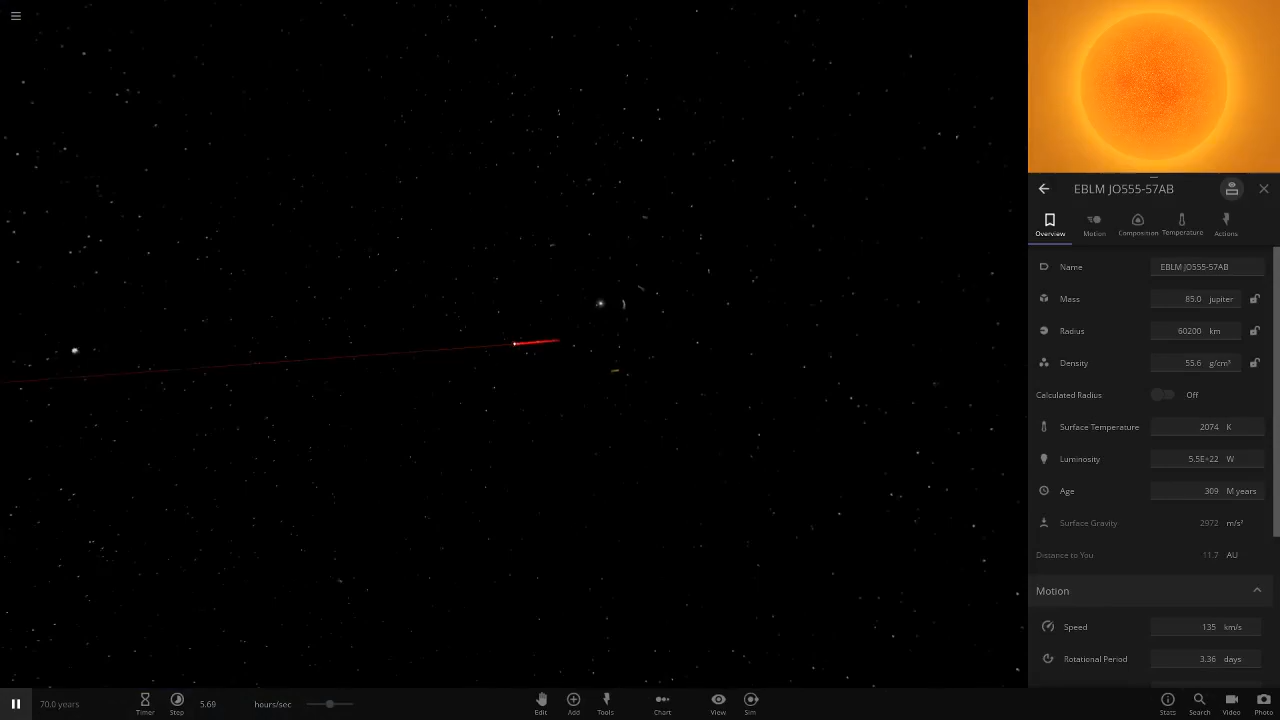 EBLM JO555-57AB
Overview
Motion
Composition
Temperature
Actions
Name EBLM JO555-57AB
Mass 85.0 jupiter
Radius 60200 km
Density 55.6 g/cm³
Calculated Radius Off
Surface Temperature 2074 K
Luminosity 5.5E+22 W
Age 309 M years
Surface Gravity 2972 m/s²
Distance to You 11.7 AU
Motion
Speed 135 km/s
Rotational Period 3.36 days
70.0 years
Timer
Step
5.69 hours/sec
Edit
Add
Tools
Chart
View
Sim
Stats
Search
Video
Photo